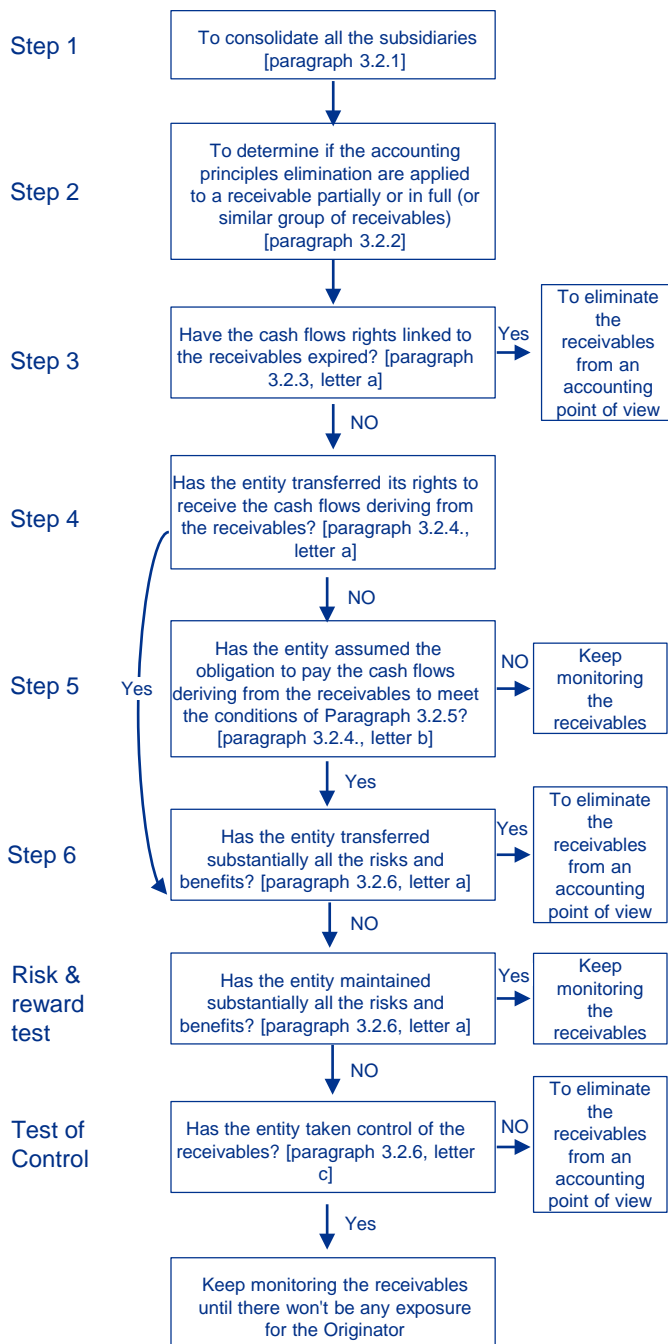 Step 1
To consolidate all the subsidiaries
[paragraph 3.2.1]
Step 2
To determine if the accounting
principles elimination are applied
to a receivable partially or in full (or
similar group of receivables)
[paragraph 3.2.2]
Step 3
Have the cash flows rights linked to
the receivables expired? [paragraph
3.2.3, letter a]
Yes
To eliminate
the
receivables
from an
accounting
point of view
NO
Step 4
Has the entity transferred its rights to
receive the cash flows deriving from
the receivables? [paragraph 3.2.4.,
letter a]
NO
Yes
Step 5
Has the entity assumed the
obligation to pay the cash flows
deriving from the receivables to meet
the conditions of Paragraph 3.2.5?
[paragraph 3.2.4., letter b]
NO
Keep
monitoring
the
receivables
Yes
Step 6
Has the entity transferred
substantially all the risks and
benefits? [paragraph 3.2.6, letter a]
Yes
To eliminate
the
receivables
from an
accounting
point of view
NO
Risk &
reward
test
Has the entity maintained
substantially all the risks and
benefits? [paragraph 3.2.6, letter a]
Yes
Keep
monitoring
the
receivables
NO
Test of
Control
Has the entity taken control of the
receivables? [paragraph 3.2.6, letter
c]
NO
To eliminate
the
receivables
from an
accounting
point of view
Yes
Keep monitoring the receivables
until there won't be any exposure
for the Originator